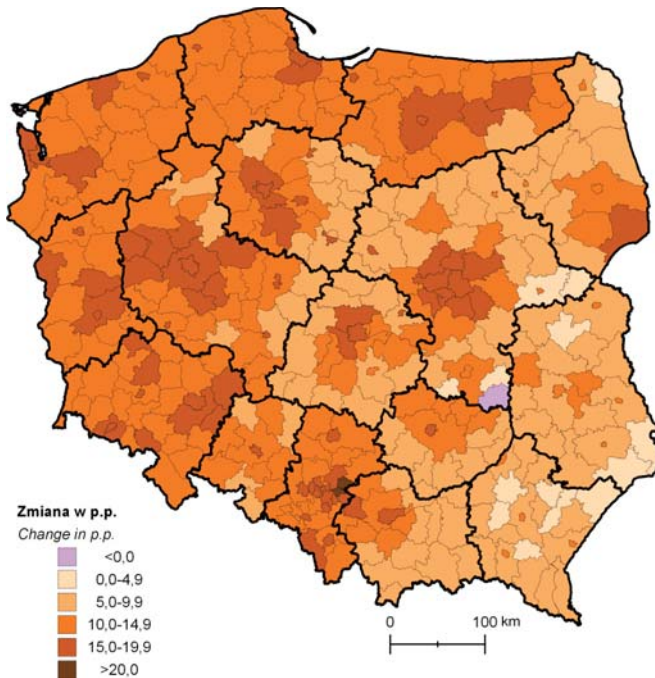 Zmiana w p.p.
Change in p.p.
<0,0
0,0-4,9
5,0-9,9
10,0-14,9
15,0-19,9
>20,0
0 100 km